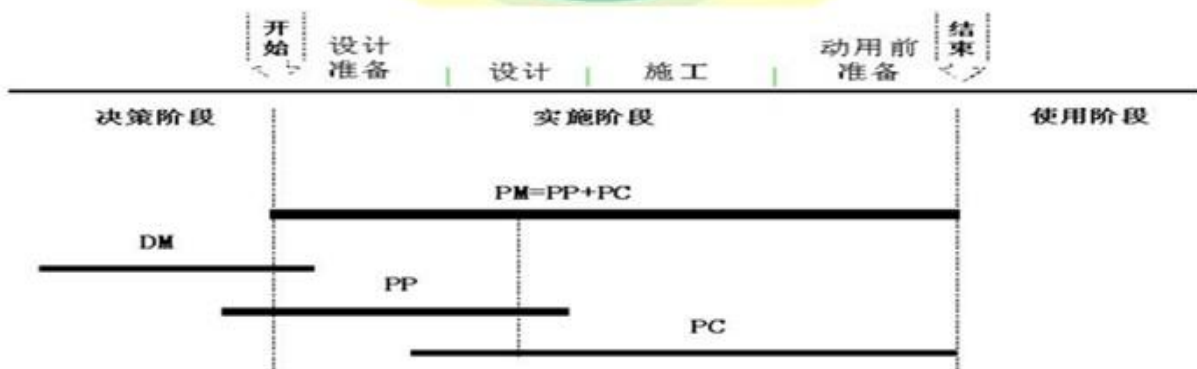 开始
设计准备
设计
施工
动用前准备
结束
决策阶段
实施阶段
使用阶段
PM=PP+PC
DM
PP
PC